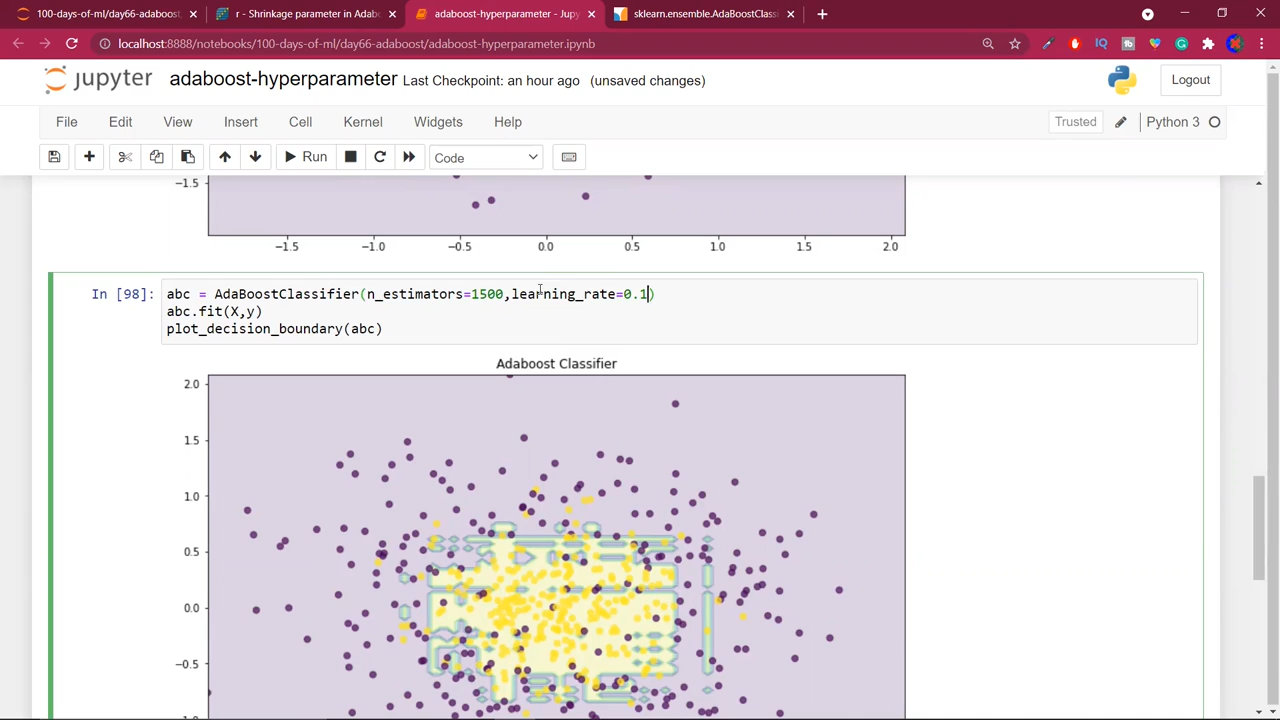 100-days-of-ml/day66-adaboost/
r - Shrinkage parameter in Adab
adaboost-hyperparameter - Jupy
sklearn.ensemble.AdaBoostClass
localhost:8888/notebooks/100-days-of-ml/day66-adaboost/adaboost-hyperparameter.ipynb
IQ
jupyter adaboost-hyperparameter Last Checkpoint: an hour ago (unsaved changes)
Logout
File Edit View Insert Cell Kernel Widgets Help
Trusted
Python 3
Run
Code
−1.5
−1.5 −1.0 −0.5 0.0 0.5 1.0 1.5 2.0
In [98]:
abc = AdaBoostClassifier(n_estimators=1500,learning_rate=0.1)
abc.fit(X,y)
plot_decision_boundary(abc)
Adaboost Classifier
2.0
1.5
1.0
0.5
0.0
−0.5